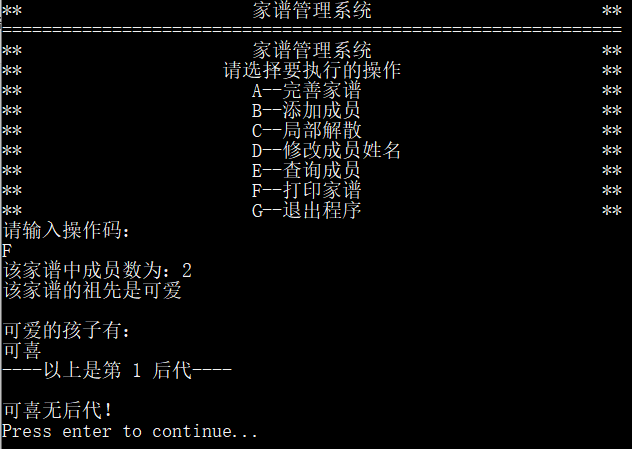 ** 家谱管理系统 **
==============================================================
** 家谱管理系统 **
** 请选择要执行的操作 **
** A--完善家谱 **
** B--添加成员 **
** C--局部解散 **
** D--修改成员姓名 **
** E--查询成员 **
** F--打印家谱 **
** G--退出程序 **
请输入操作码：
F
该家谱中成员数为：2
该家谱的祖先是可爱
可爱的孩子有：
可喜
----以上是第 1 后代----
可喜无后代！
Press enter to continue...